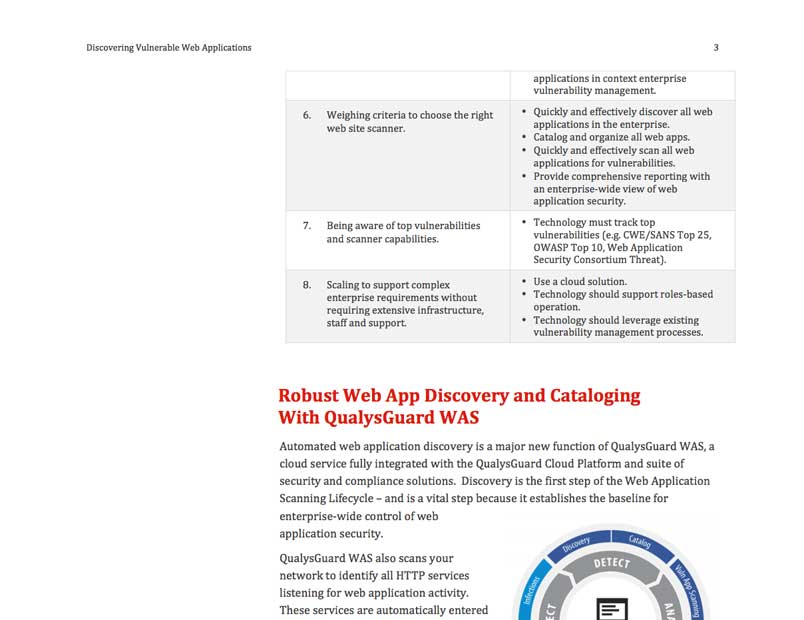 Discovering Vulnerable Web Applications
3
applications in context enterprise
vulnerability management.
6. Weighing criteria to choose the right
web site scanner.
• Quickly and effectively discover all web
applications in the enterprise.
• Catalog and organize all web apps.
• Quickly and effectively scan all web
applications for vulnerabilities.
• Provide comprehensive reporting with
an enterprise-wide view of web
application security.
7. Being aware of top vulnerabilities
and scanner capabilities.
• Technology must track top
vulnerabilities (e.g. CWE/SANS Top 25,
OWASP Top 10, Web Application
Security Consortium Threat).
8. Scaling to support complex
enterprise requirements without
requiring extensive infrastructure,
staff and support.
• Use a cloud solution.
• Technology should support roles-based
operation.
• Technology should leverage existing
vulnerability management processes.
Robust Web App Discovery and Cataloging
With QualysGuard WAS
Automated web application discovery is a major new function of QualysGuard WAS, a
cloud service fully integrated with the QualysGuard Cloud Platform and suite of
security and compliance solutions. Discovery is the first step of the Web Application
Scanning Lifecycle – and is a vital step because it establishes the baseline for
enterprise-wide control of web
application security.
QualysGuard WAS also scans your
network to identify all HTTP services
listening for web application activity.
These services are automatically entered
Infections
Discovery
Catalog
Vuln App Scanning
DETECT